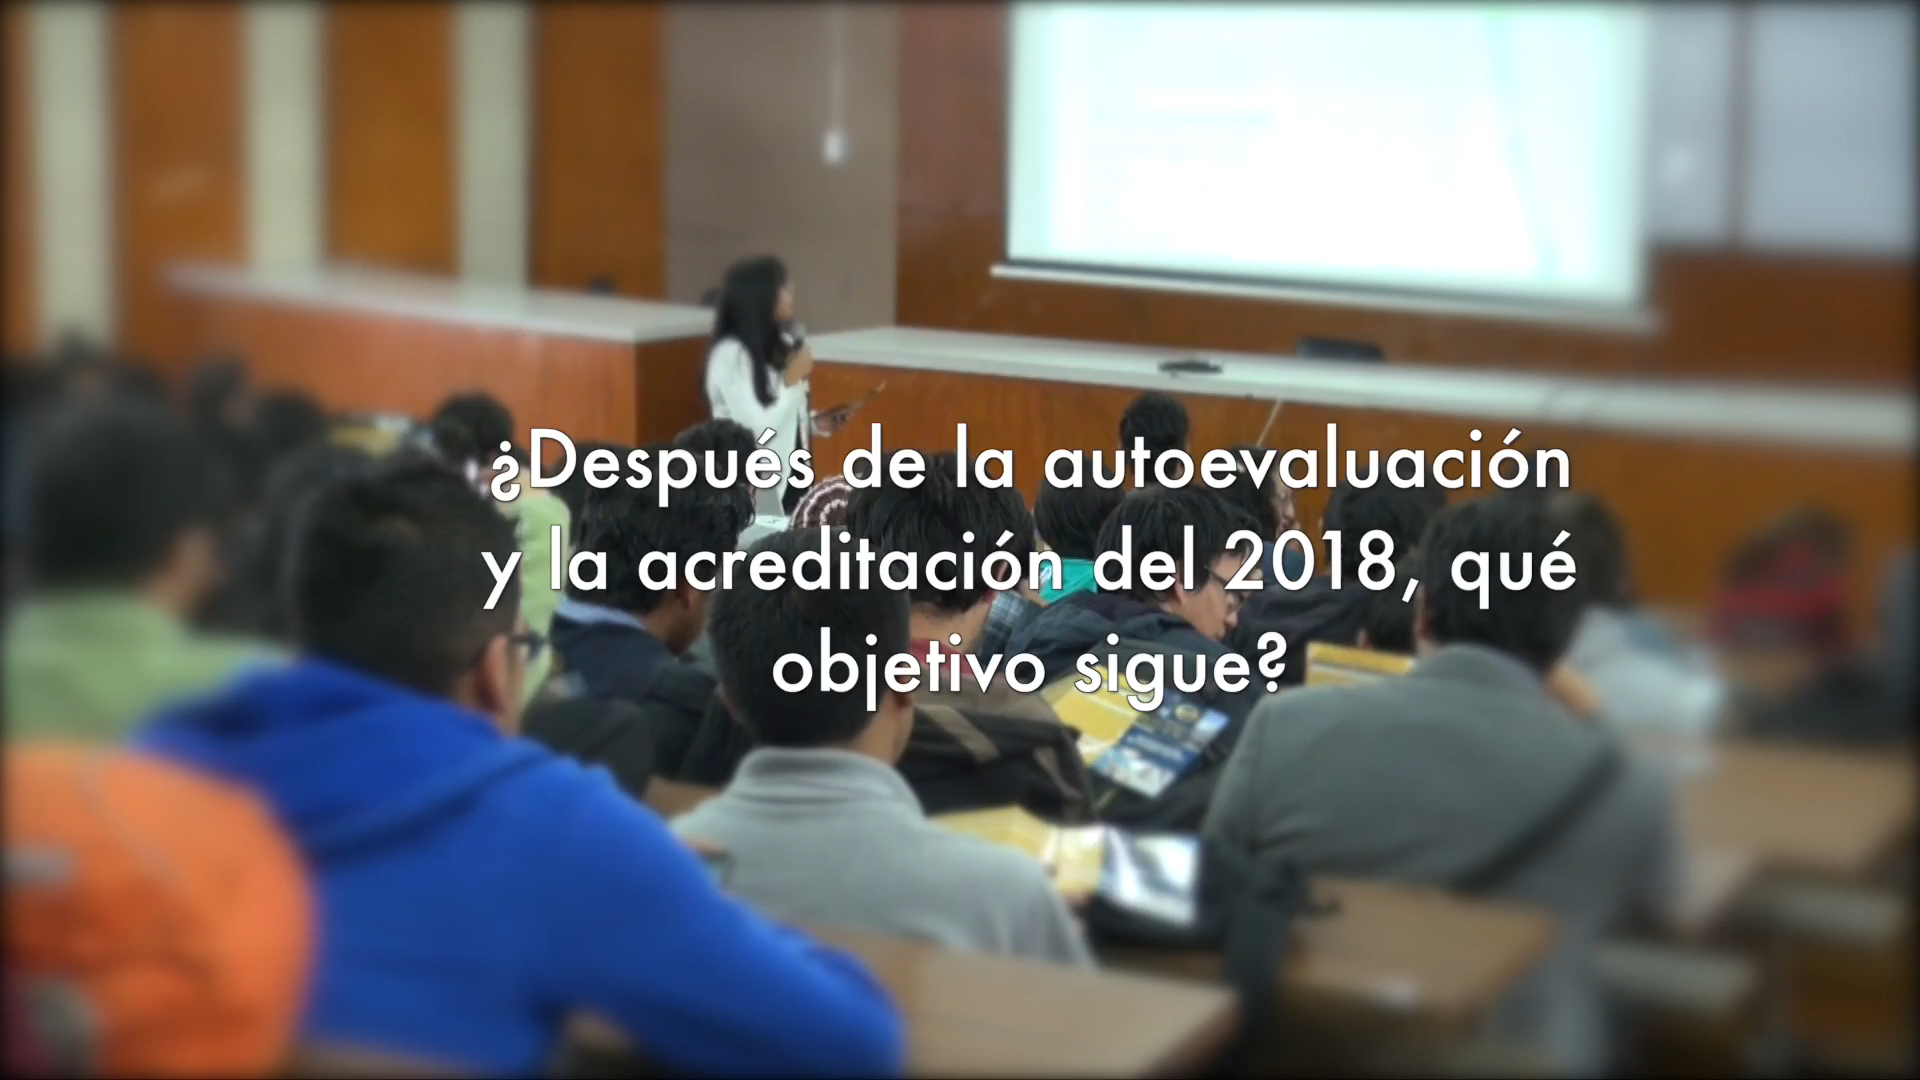 ¿Después de la autoevaluación
y la acreditación del 2018, qué
objetivo sigue?